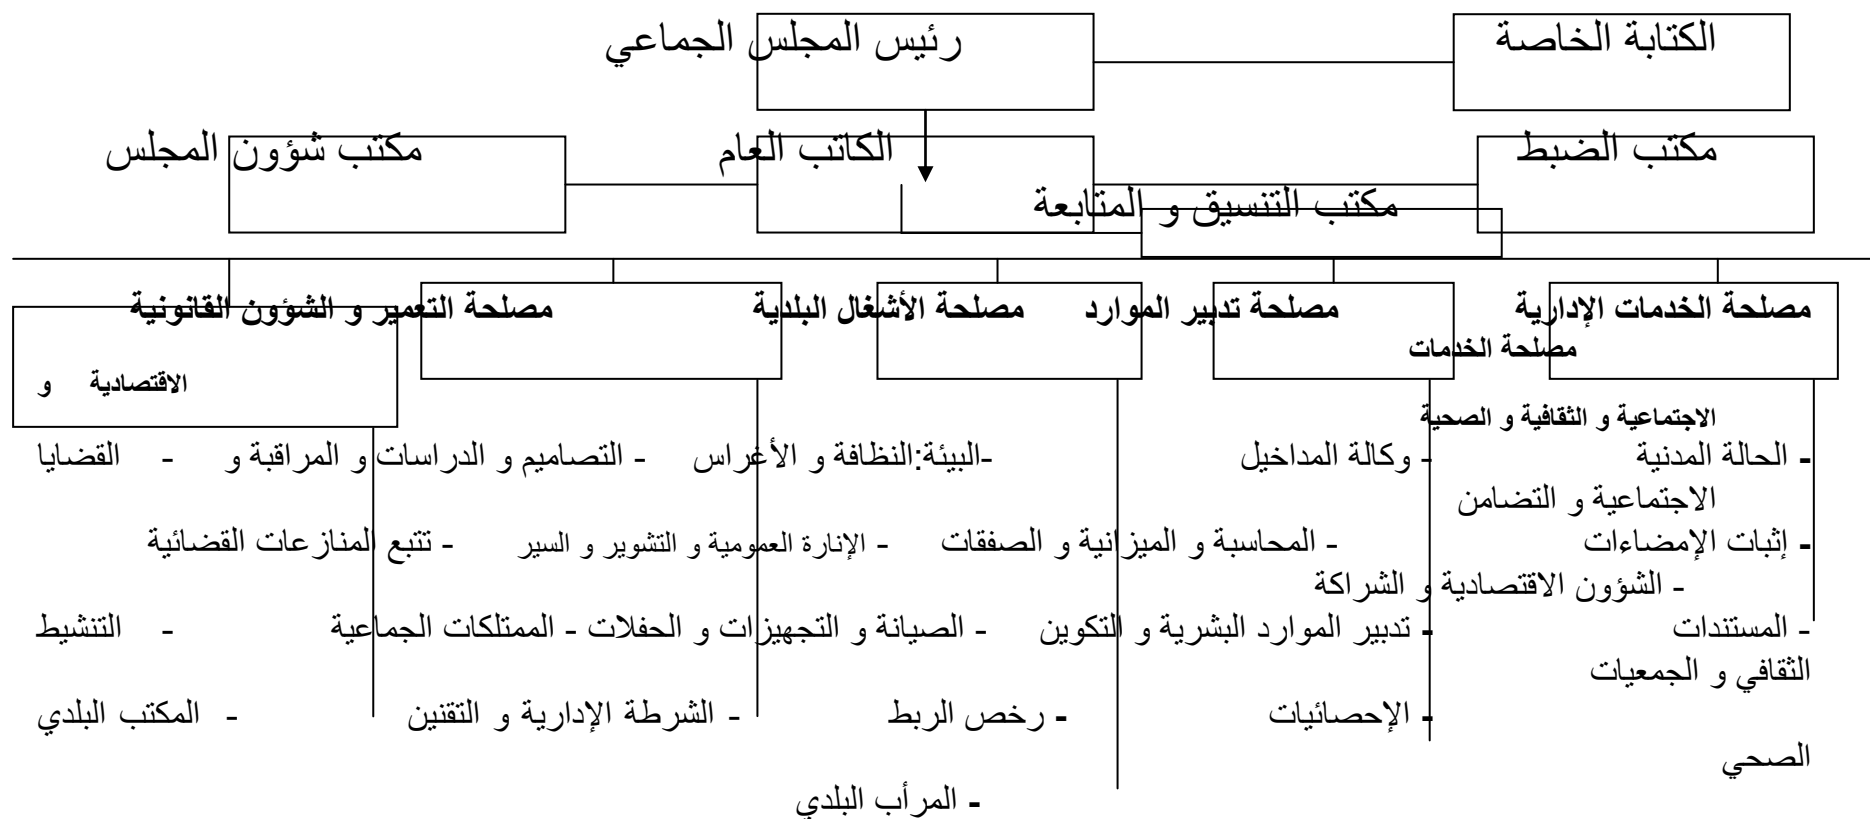 الكتابة الخاصة رئيس المجلس الجماعي
مكتب الضبط الكاتب العام مكتب شؤون المجلس
مكتب التنسيق و المتابعة
مصلحة الخدمات الإدارية مصلحة تدبير الموارد مصلحة الأشغال البلدية مصلحة التعمير و الشؤون القانونية
مصلحة الخدمات
الاقتصادية و
الاجتماعية و الثقافية و الصحية
- الحالة المدنية - وكالة المداخيل -البيئة:النظافة و الأغراس - التصاميم و الدراسات و المراقبة و - القضايا
الاجتماعية و التضامن
- إثبات الإمضاءات - المحاسبة و الميزانية و الصفقات - الإنارة العمومية و التشوير و السير - تتبع المنازعات القضائية
- الشؤون الاقتصادية و الشراكة
- المستندات - تدبير الموارد البشرية و التكوين - الصيانة و التجهيزات و الحفلات - الممتلكات الجماعية - التنشيط
الثقافي و الجمعيات
- الإحصائيات - رخص الربط - الشرطة الإدارية و التقنين - المكتب البلدي
الصحي
- المرأب البلدي